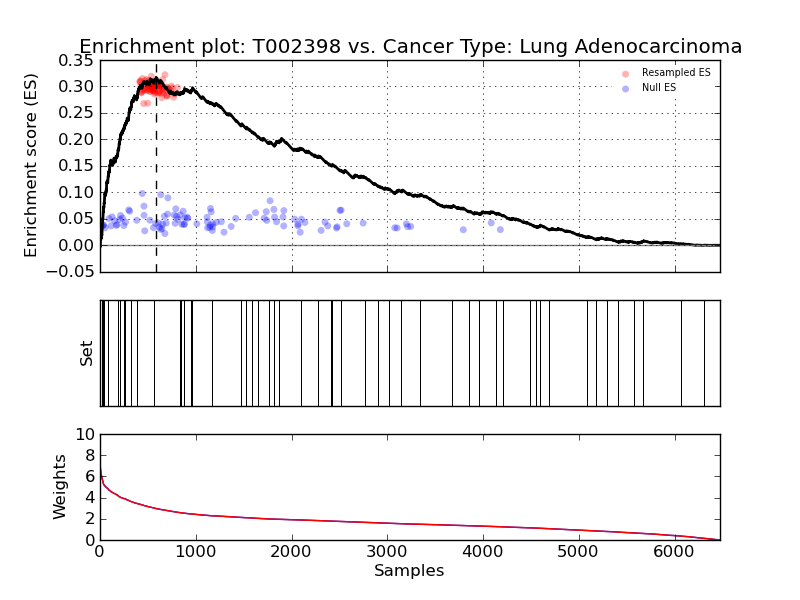 Enrichment plot: T002398 vs. Cancer Type: Lung Adenocarcinoma
0.35
0.30
0.25
0.20
0.15
0.10
0.05
0.00
−0.05
Enrichment score (ES)
Resampled ES
Null ES
Set
10
8
6
4
2
0
Weights
0 1000 2000 3000 4000 5000 6000
Samples